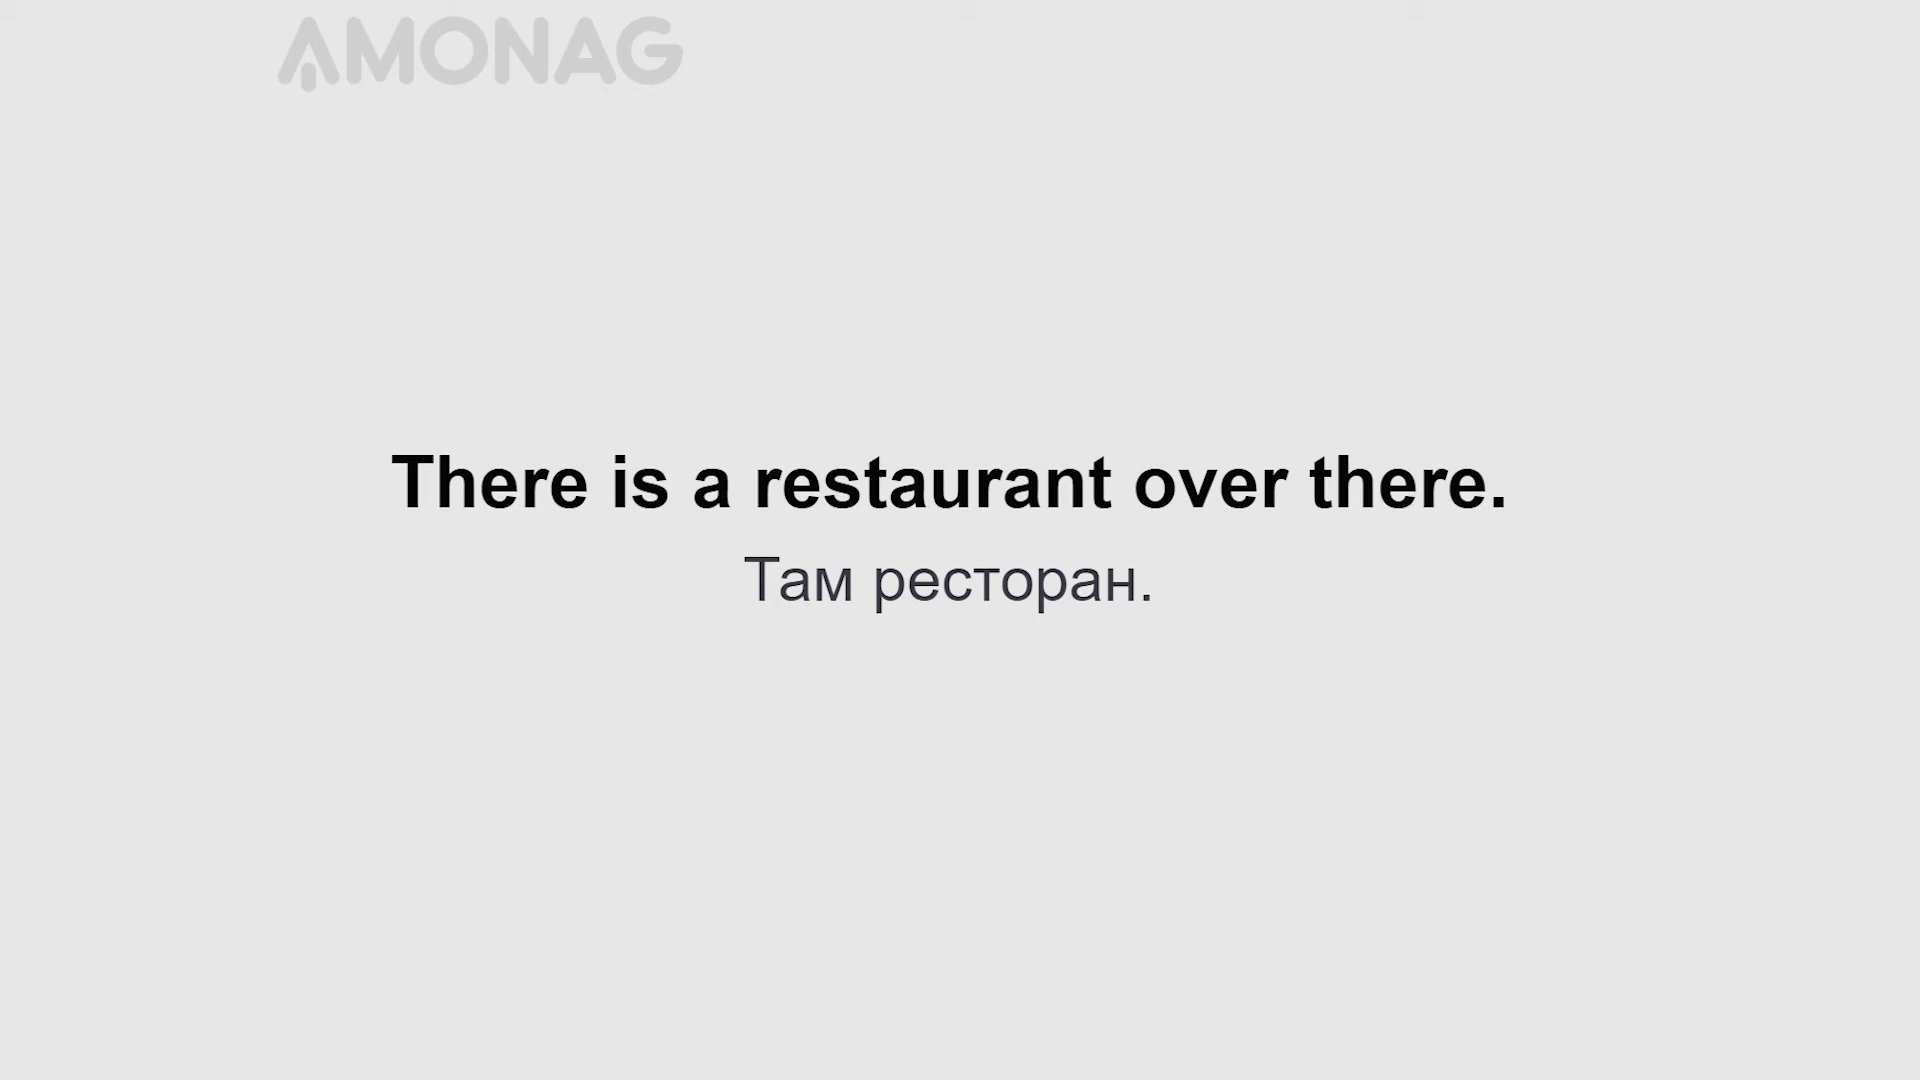 AMONAG
There is a restaurant over there.
Там ресторан.